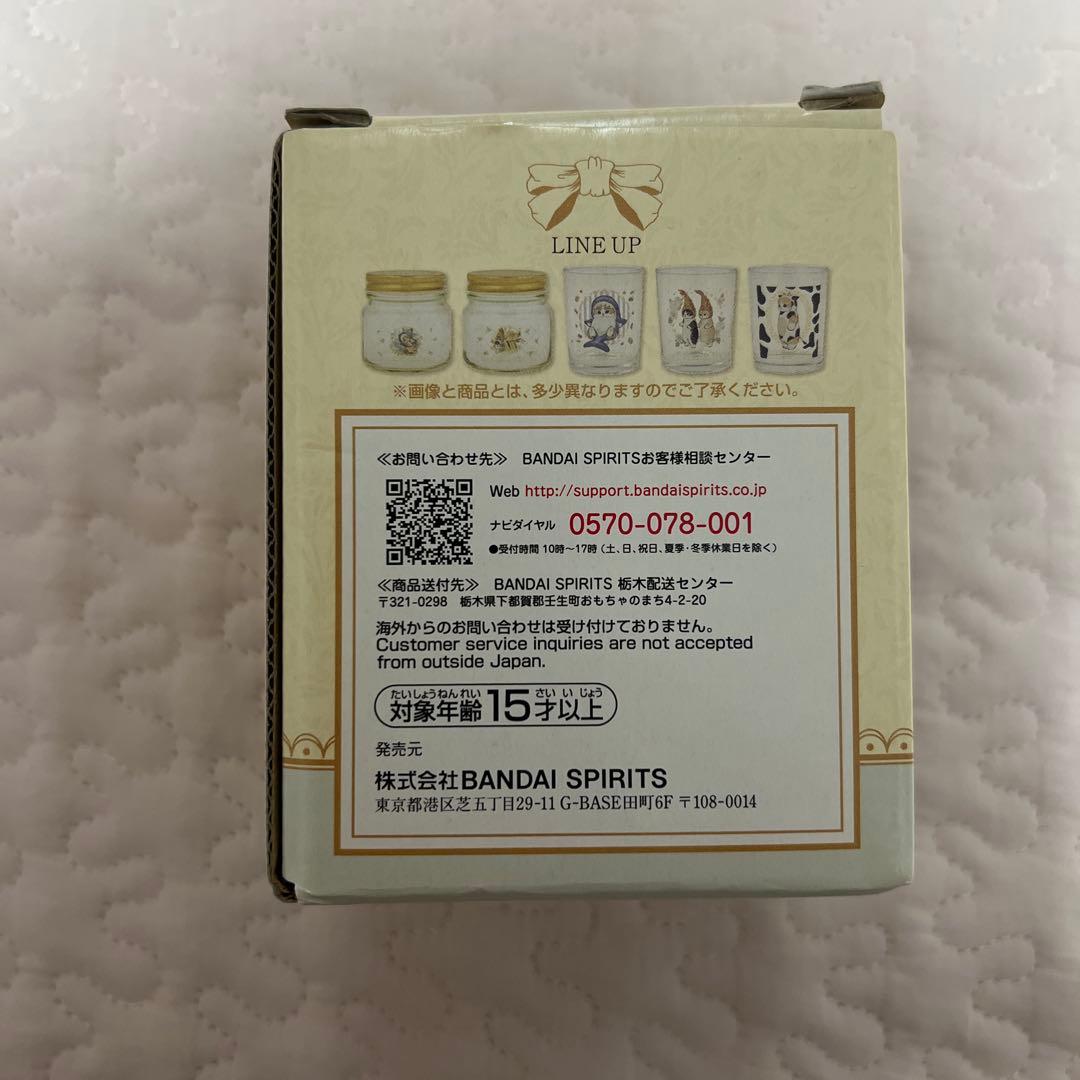 LINE UP
※画像と商品とは、多少異なりますのでご了承ください。
≪お問い合わせ先≫ BANDAI SPIRITSお客様相談センター
Web http://support.bandaispirits.co.jp
ナビダイヤル 0570-078-001
●受付時間 10時～17時（土、日、祝日、夏季・冬季休業日を除く）
≪商品送付先≫ BANDAI SPIRITS 栃木配送センター
〒321-0298 栃木県下都賀郡壬生町おもちゃのまち4-2-20
海外からのお問い合わせは受け付けておりません。
Customer service inquiries are not accepted
from outside Japan.
たいしょうねんれい さい い じょう
対象年齢15才以上
発売元
株式会社BANDAI SPIRITS
東京都港区芝五丁目29-11 G-BASE田町6F 〒108-0014